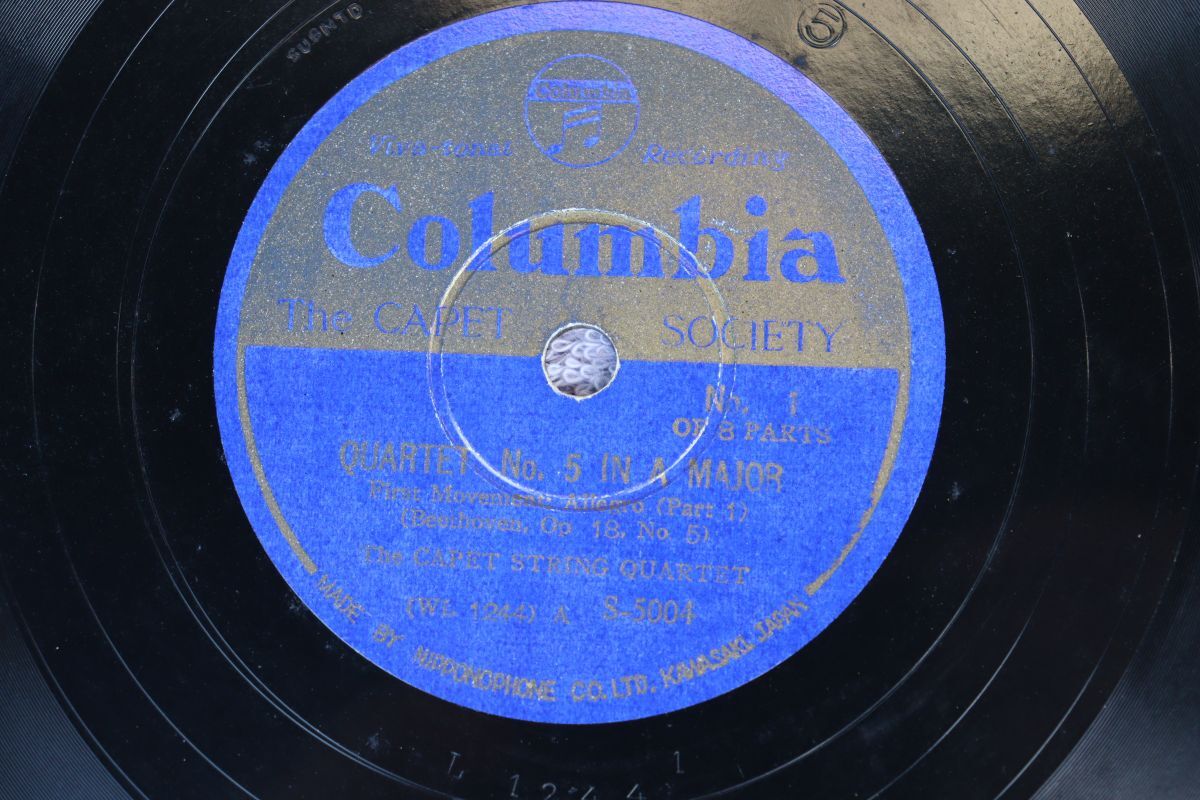 SUBNTD
5
Columbia
Viva-tonal Recording
Columbia
The CAPET SOCIETY
No. 1
OF 8 PARTS
QUARTET No. 5 IN A MAJOR
First Movement: Allegro (Part 1)
(Beethoven, Op 18, No 5)
The CAPET STRING QUARTET
(WL 1244) A S-5004
MADE BY NIPPONOPHONE CO. LTD. KAWASAKI, JAPAN
L 1
1244